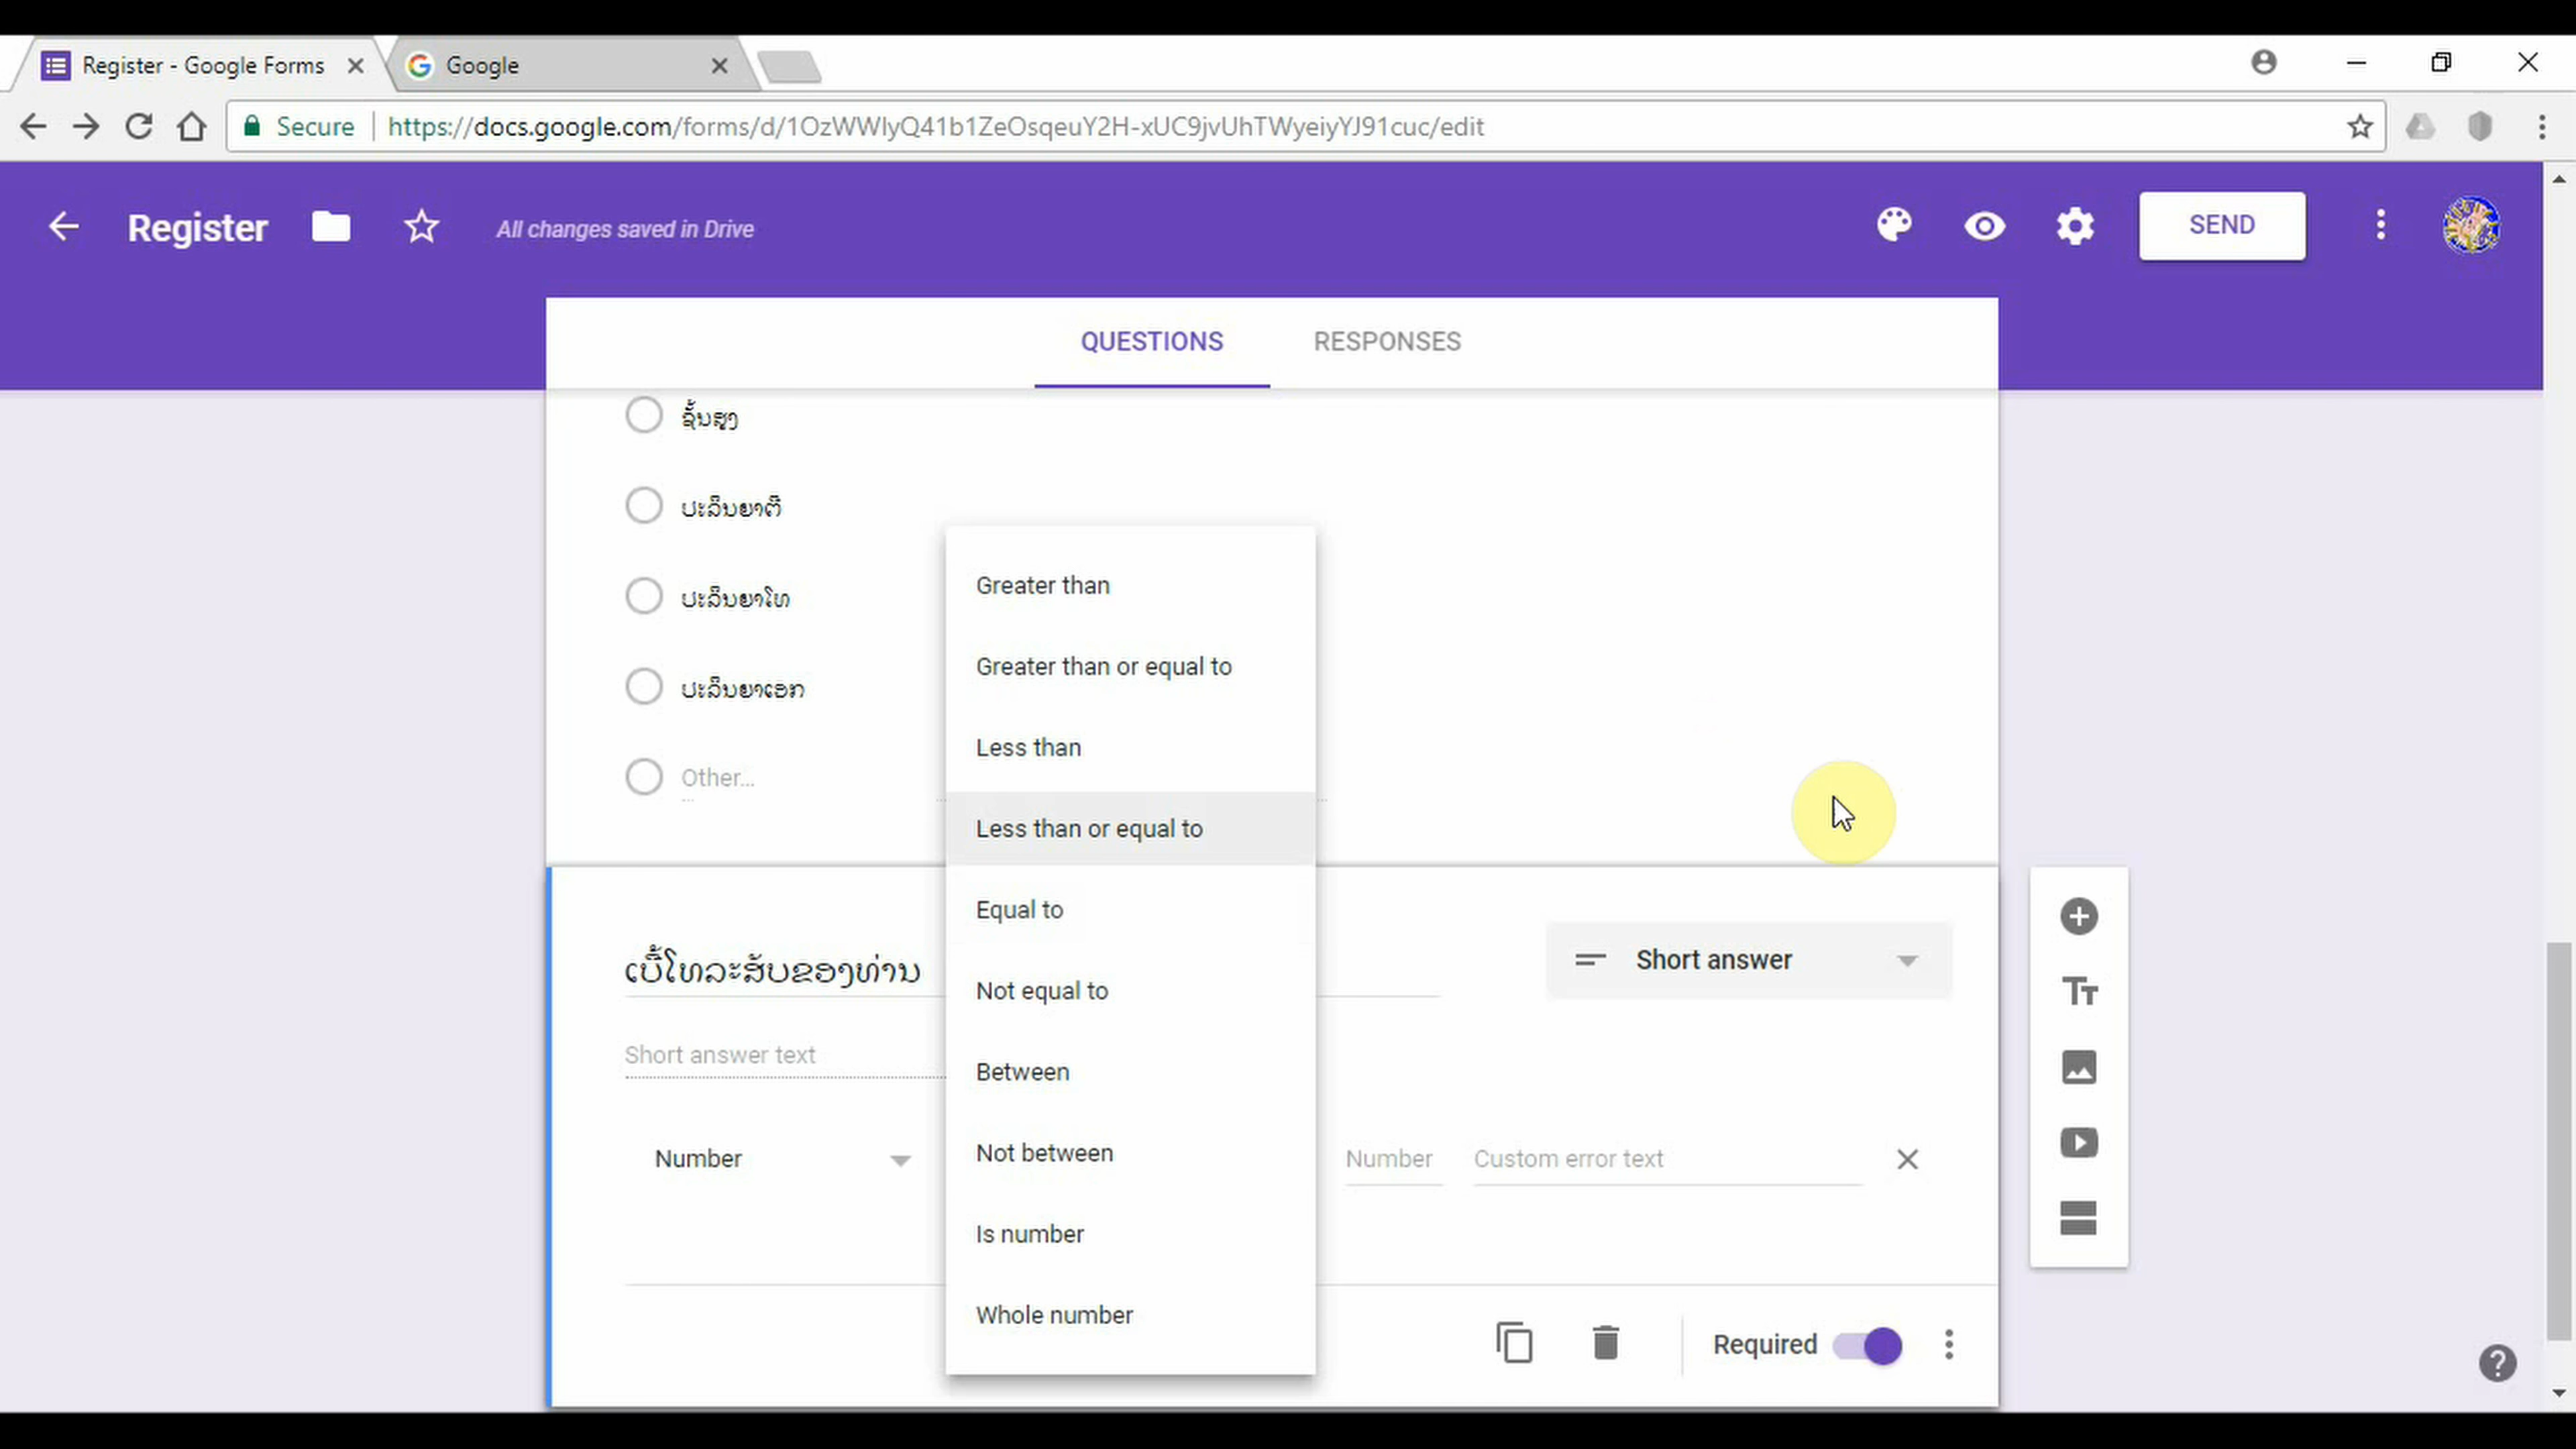 Register - Google Forms
Google
Secure
https://docs.google.com/forms/d/1OzWWIyQ41b1ZeOsqeuY2H-xUC9jvUhTWyeiyYJ91cuc/edit
Register
All changes saved in Drive
SEND
QUESTIONS
RESPONSES
ຊັ້ນສູງ
ປະລິນຍາຕີ
ປະລິນຍາໂທ
ປະລິນຍາເອກ
Other...
Greater than
Greater than or equal to
Less than
Less than or equal to
Equal to
Not equal to
Between
Not between
Is number
Whole number
ເບີ້ໂທລະສັບຂອງທ່ານ
Short answer
Short answer text
Number
Number
Custom error text
Required